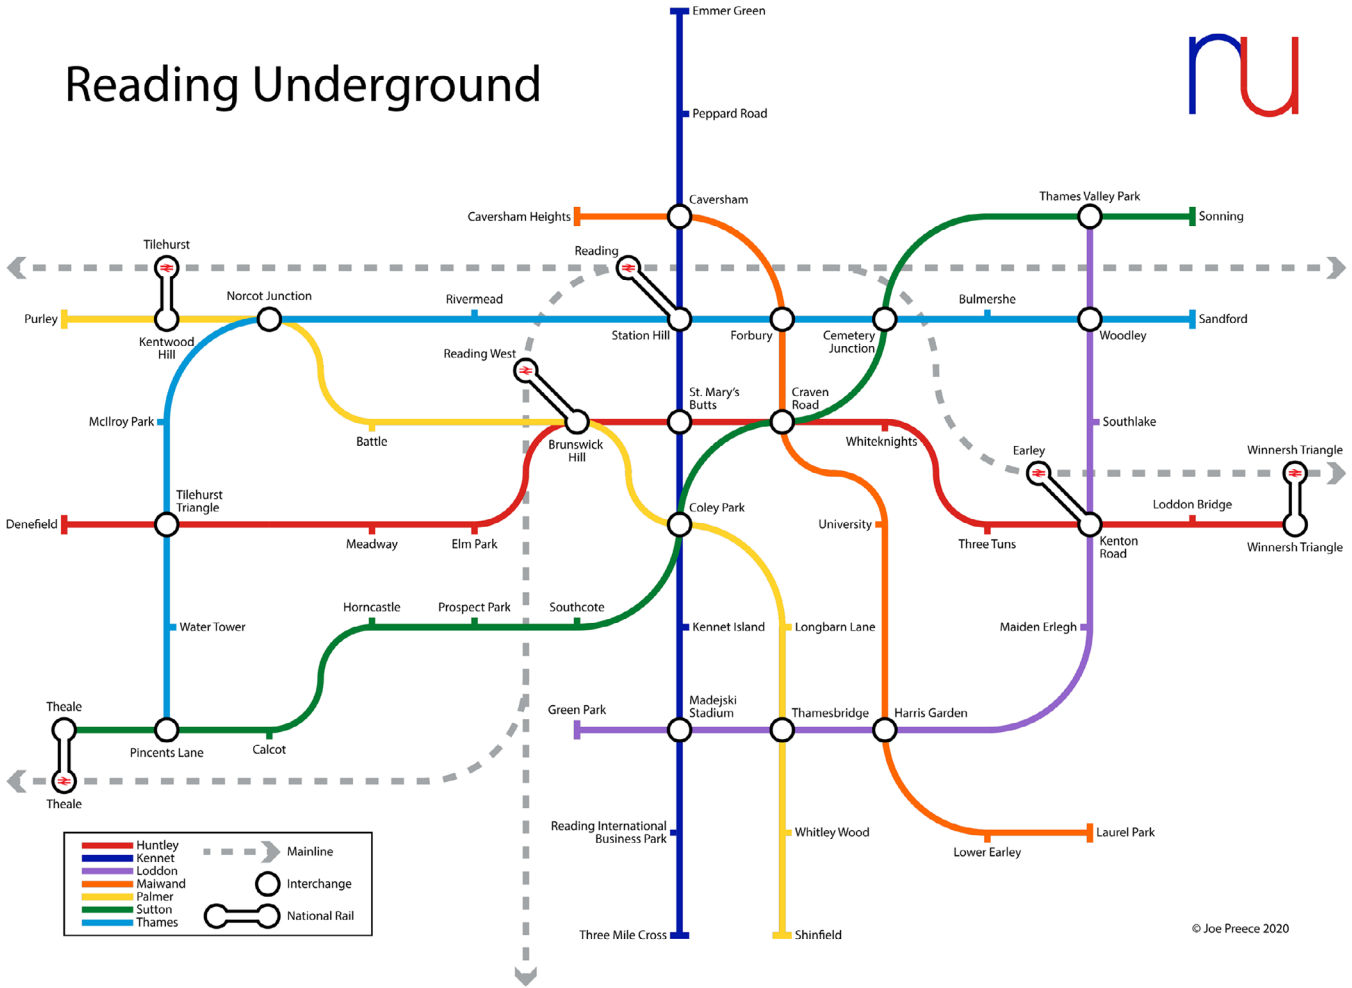 Emmer Green
Reading Underground
ru
Peppard Road
Caversham Heights
Caversham
Thames Valley Park
Sonning
Tilehurst
Reading
Purley
Kentwood
Hill
Norcot Junction
Rivermead
Station Hill
Forbury
Cemetery
Junction
Bulmershe
Woodley
Sandford
Reading West
McIlroy Park
Battle
Brunswick
Hill
St. Mary's
Butts
Craven
Road
Whiteknights
Southlake
Earley
Winnersh Triangle
Denefield
Tilehurst
Triangle
Meadway
Elm Park
Coley Park
University
Three Tuns
Kenton
Road
Loddon Bridge
Winnersh Triangle
Water Tower
Horncastle
Prospect Park
Southcote
Kennet Island
Longbarn Lane
Maiden Erlegh
Theale
Pincents Lane
Calcot
Green Park
Madejski
Stadium
Thamesbridge
Harris Garden
Theale
Reading International
Business Park
Whitley Wood
Lower Earley
Laurel Park
Three Mile Cross
Shinfield
Huntley
Kennet
Loddon
Maiwand
Palmer
Sutton
Thames
Mainline
Interchange
National Rail
© Joe Preece 2020